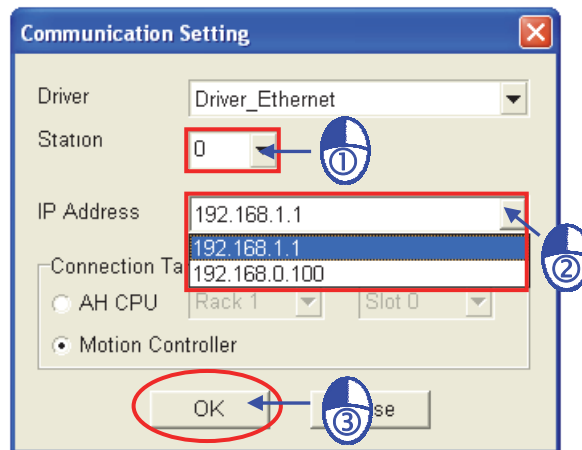 Communication Setting
Driver
Driver_Ethernet
Station
0
①
IP Address
192.168.1.1
192.168.1.1
192.168.0.100
②
Connection Ta
AH CPU
Rack 1
Slot 0
Motion Controller
OK
③
se